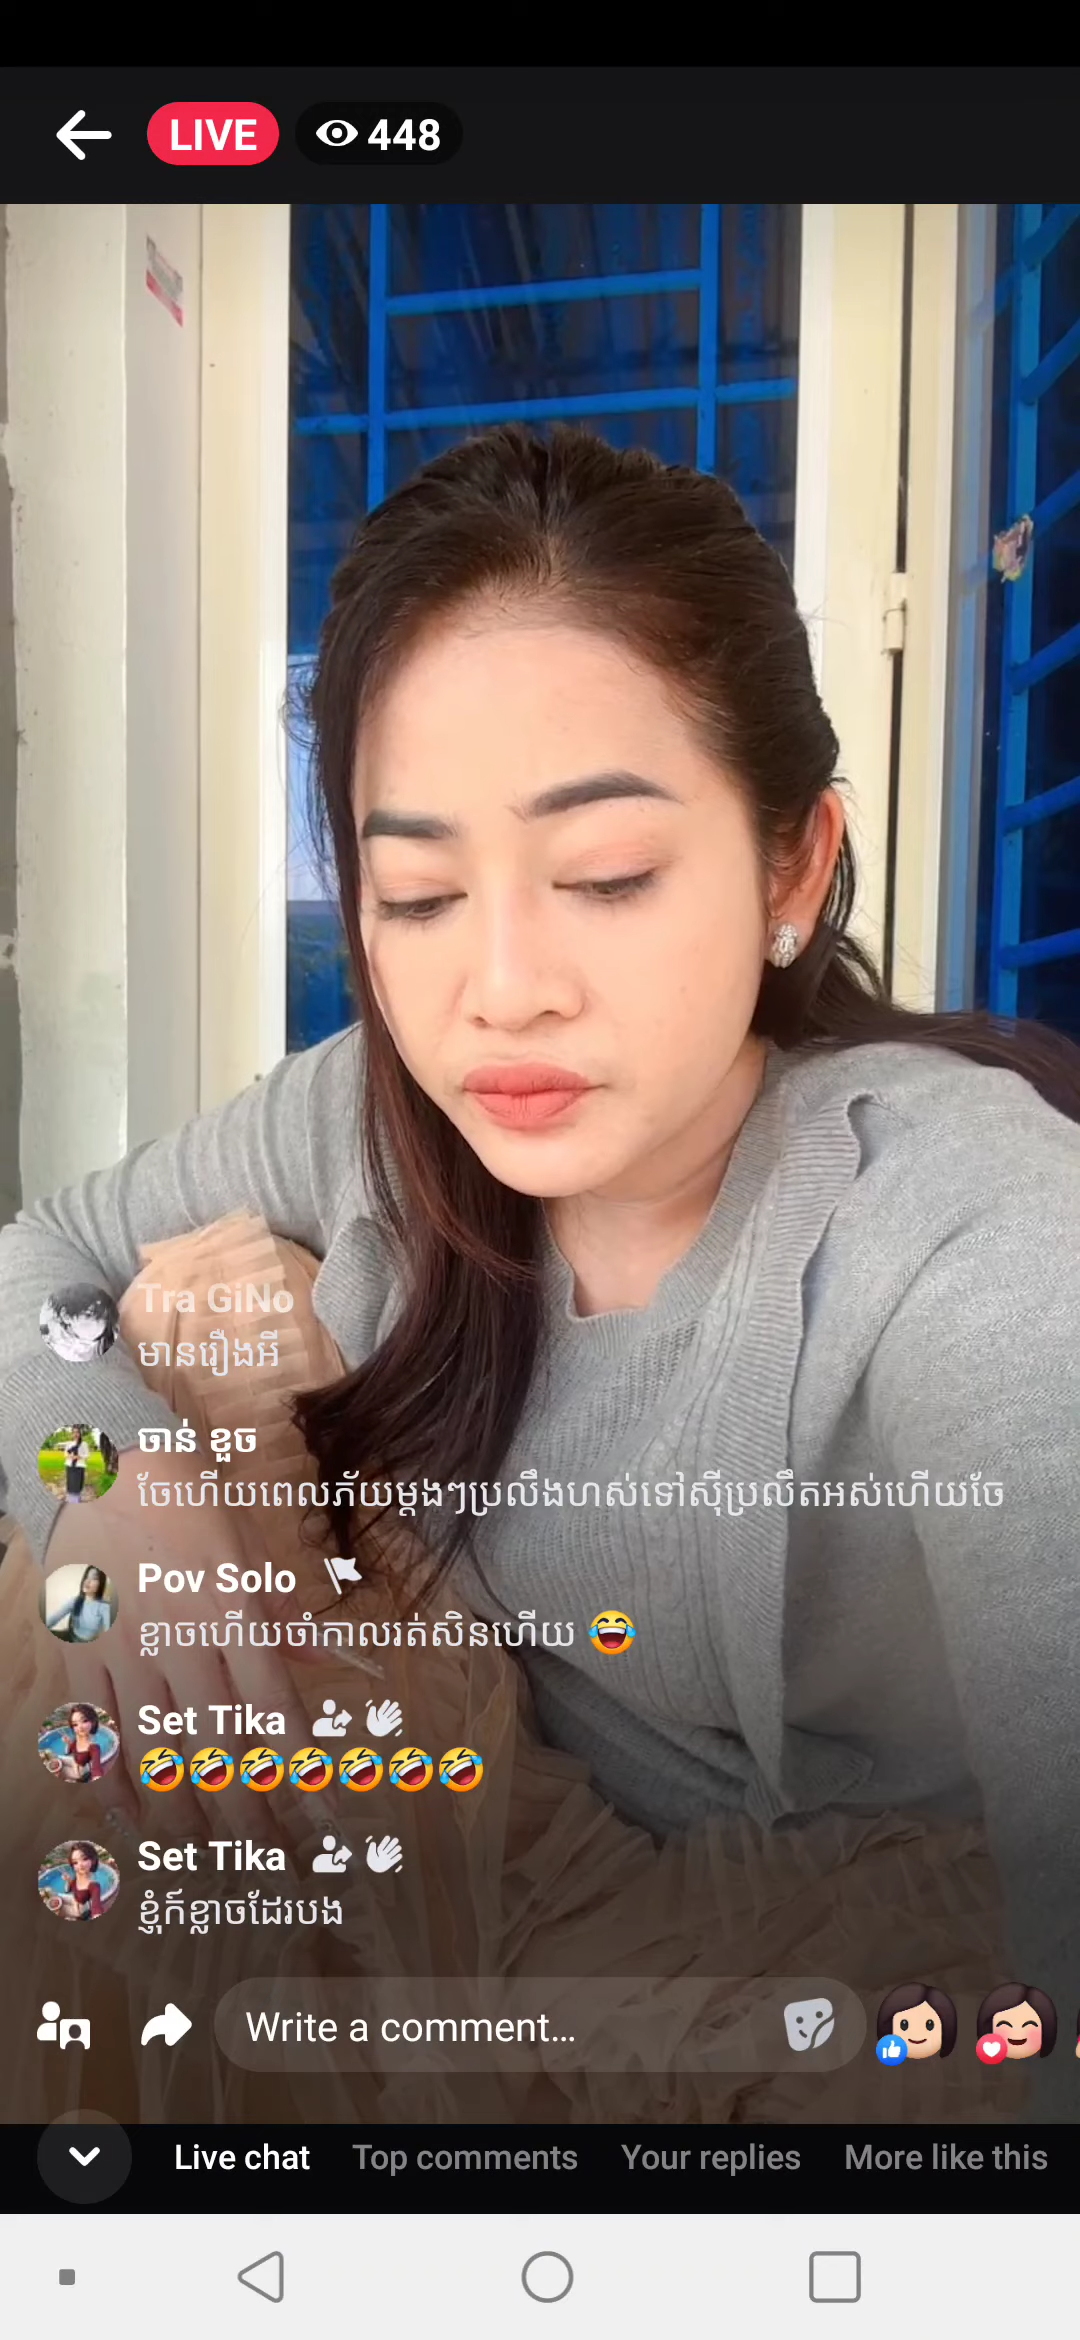 LIVE 448
Tra GiNo
មានរឿងអី
ចាន់ ខួច
ចែហើយពេលភ័យម្ដងៗប្រលឹងហស់ទៅស៊ីប្រលឹតអស់ហើយចែ
Pov Solo
ខ្លាចហើយចាំកាលរត់សិនហើយ 😂
Set Tika
🤣🤣🤣🤣🤣🤣🤣
Set Tika
ខ្ញុំក៍ខ្លាចដែរបង
Write a comment...
Live chat Top comments Your replies More like this